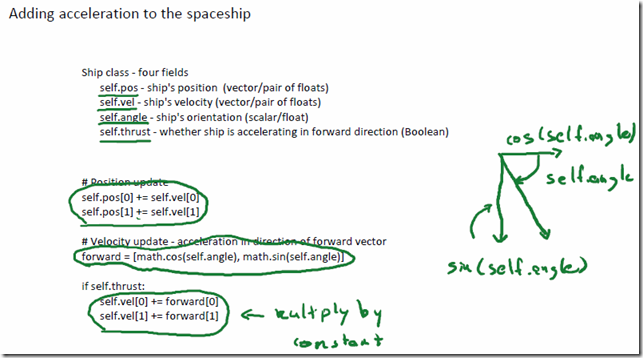 Adding acceleration to the spaceship
Ship class - four fields
self.pos - ship's position (vector/pair of floats)
self.vel - ship's velocity (vector/pair of floats)
self.angle - ship's orientation (scalar/float)
self.thrust - whether ship is accelerating in forward direction (Boolean)
# Position update
self.pos[0] += self.vel[0]
self.pos[1] += self.vel[1]
# Velocity update - acceleration in direction of forward vector
forward = [math.cos(self.angle), math.sin(self.angle)]
if self.thrust:
self.vel[0] += forward[0]
self.vel[1] += forward[1]
multiply by
constant
cos(self.angle)
self.angle
sin(self.angle)